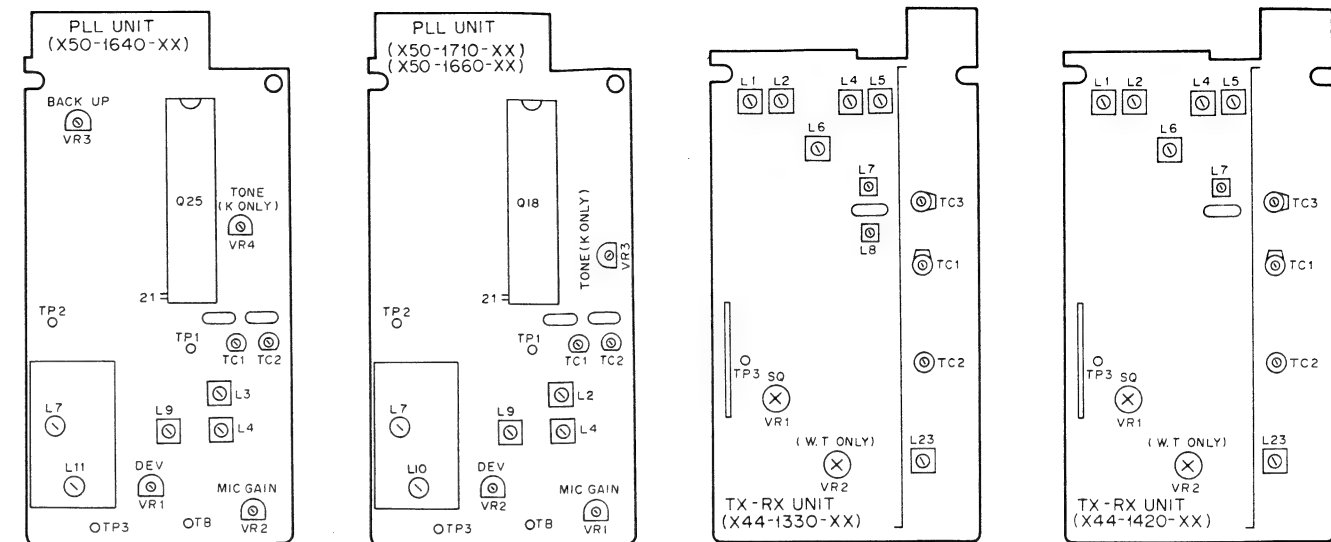 PLL UNIT
(X50-1640-XX)
BACK UP
VR3
Q25
TONE
(K ONLY)
VR4
21
TP2
TP1
TC1
TC2
L3
L7
L9
L4
L11
DEV
VR1
MIC GAIN
VR2
TP3
T8
PLL UNIT
(X50-1710-XX)
(X50-1660-XX)
Q18
TONE(K ONLY)
VR3
21
TP2
TP1
TC1
TC2
L2
L7
L9
L4
L10
DEV
VR2
MIC GAIN
VR1
TP3
T8
L1
L2
L4
L5
L6
L7
TC3
L8
TC1
TP3
TC2
SQ
VR1
(W.T ONLY)
L23
VR2
TX-RX UNIT
(X44-1330-XX)
L1
L2
L4
L5
L6
L7
TC3
TC1
TP3
TC2
SQ
VR1
(W.T ONLY)
L23
VR2
TX-RX UNIT
(X44-1420-XX)